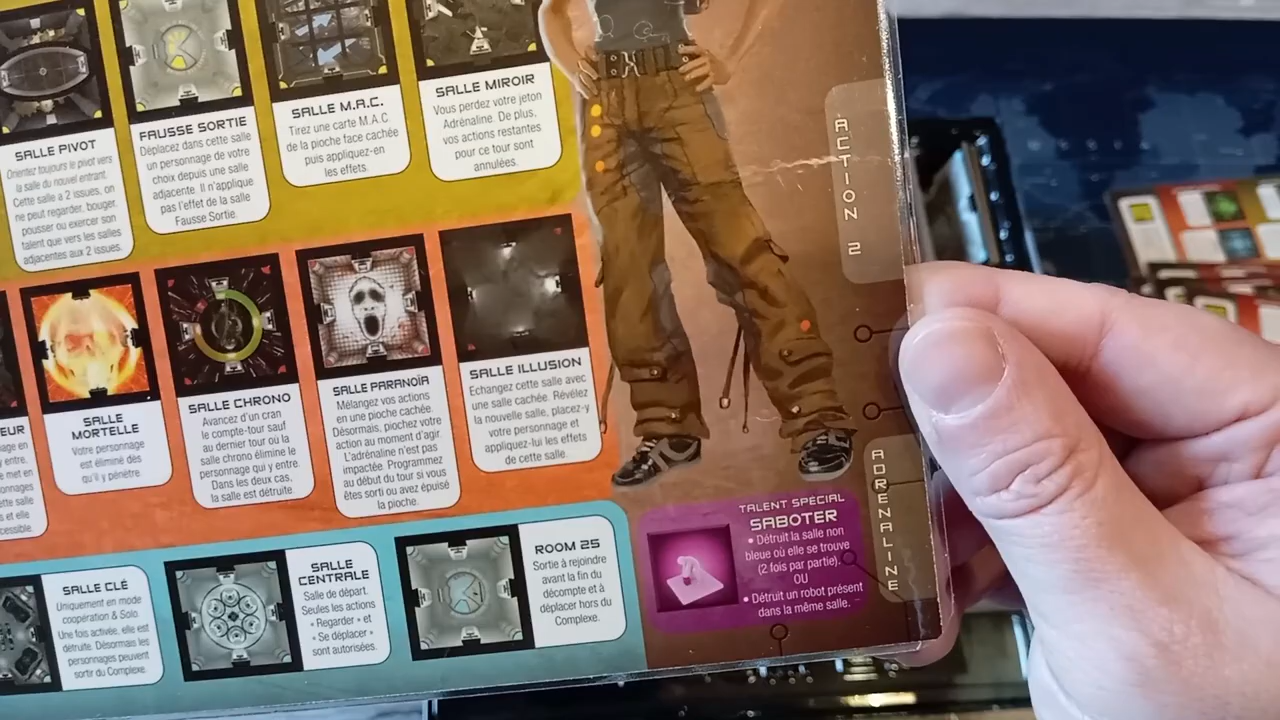 SALLE PIVOT
Orientez toujours le pivot vers
la salle du nouvel entrant.
Cette salle a 2 issues, on
ne peut regarder, bouger,
pousser ou exercer son
talent que vers les salles
adjacentes aux 2 issues.
FAUSSE SORTIE
Déplacez dans cette salle
un personnage de votre
choix depuis une salle
adjacente. Il n'applique
pas l'effet de la salle
Fausse Sortie.
SALLE M.A.C.
Tirez une carte M.A.C
de la pioche face cachée
puis appliquez-en
les effets.
SALLE MIROIR
Vous perdez votre jeton
Adrénaline. De plus,
vos actions restantes
pour ce tour sont
annulées.
EUR
SALLE
MORTELLE
Votre personnage
est éliminé dès
qu'il y pénètre.
SALLE CHRONO
Avancez d'un cran
le compte-tour sauf
au dernier tour où la
salle chrono élimine le
personnage qui y entre.
Dans les deux cas,
la salle est détruite.
SALLE PARANOÏA
Mélangez vos actions
en une pioche cachée.
Désormais, piochez votre
action au moment d'agir.
L'adrénaline n'est pas
impactée. Programmez
au début du tour si vous
êtes sorti ou avez épuisé
la pioche.
SALLE ILLUSION
Echangez cette salle avec
une salle cachée. Révélez
la nouvelle salle, placez-y
votre personnage et
appliquez-lui les effets
de cette salle.
SALLE CLÉ
Uniquement en mode
coopération & Solo.
Une fois activée, elle est
détruite. Désormais les
personnages peuvent
sortir du Complexe.
SALLE
CENTRALE
Salle de départ.
Seules les actions
« Regarder » et
« Se déplacer »
sont autorisées.
ROOM 25
Sortie à rejoindre
avant la fin du
décompte et à
déplacer hors du
Complexe.
TALENT SPÉCIAL
SABOTER
• Détruit la salle non
bleue où elle se trouve
(2 fois par partie).
OU
• Détruit un robot présent
dans la même salle.
ACTION 2
ADRENALINE